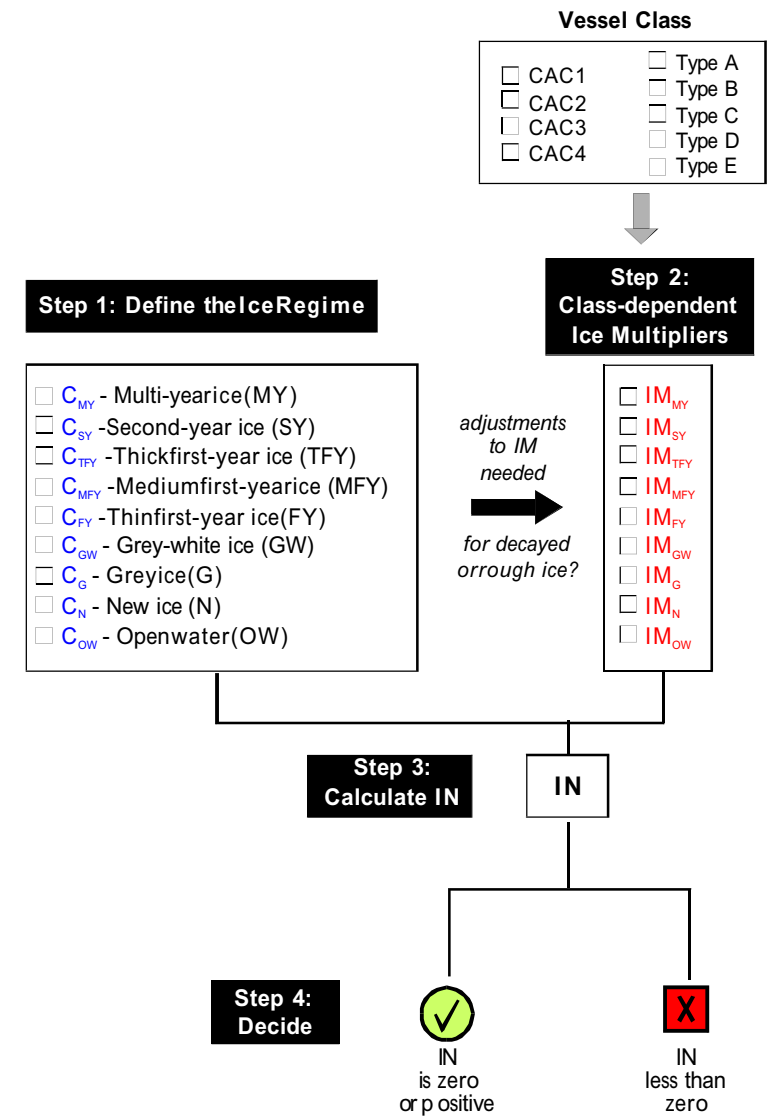 Vessel Class
CAC1
CAC2
CAC3
CAC4
Type A
Type B
Type C
Type D
Type E
Step 1: Define theIceRegime
Step 2:
Class-dependent
Ice Multipliers
CMY - Multi-yearice(MY)
CSY -Second-year ice (SY)
CTFY -Thickfirst-year ice (TFY)
CMFY -Mediumfirst-yearice (MFY)
CFY -Thinfirst-year ice(FY)
CGW - Grey-white ice (GW)
CG - Greyice(G)
CN - New ice (N)
COW - Openwater(OW)
adjustments
to IM
needed
for decayed
orrough ice?
IMMY
IMSY
IMTFY
IMMFY
IMFY
IMGW
IMG
IMN
IMOW
Step 3:
Calculate IN
IN
Step 4:
Decide
IN
is zero
or p ositive
X
IN
less than
zero